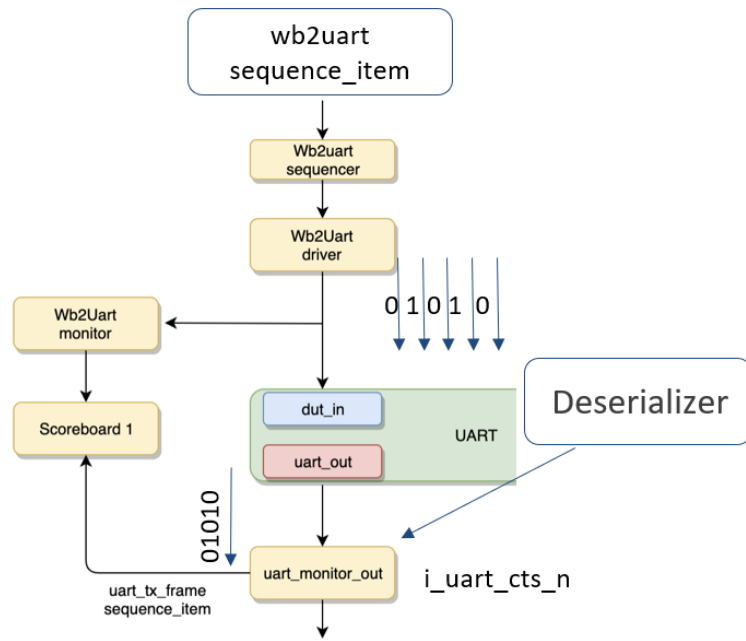 wb2uart
sequence_item
Wb2uart
sequencer
Wb2Uart
driver
0 1 0 1 0
Wb2Uart
monitor
Deserializer
dut_in
Scoreboard 1
UART
uart_out
01010
uart_monitor_out
i_uart_cts_n
uart_tx_frame
sequence_item